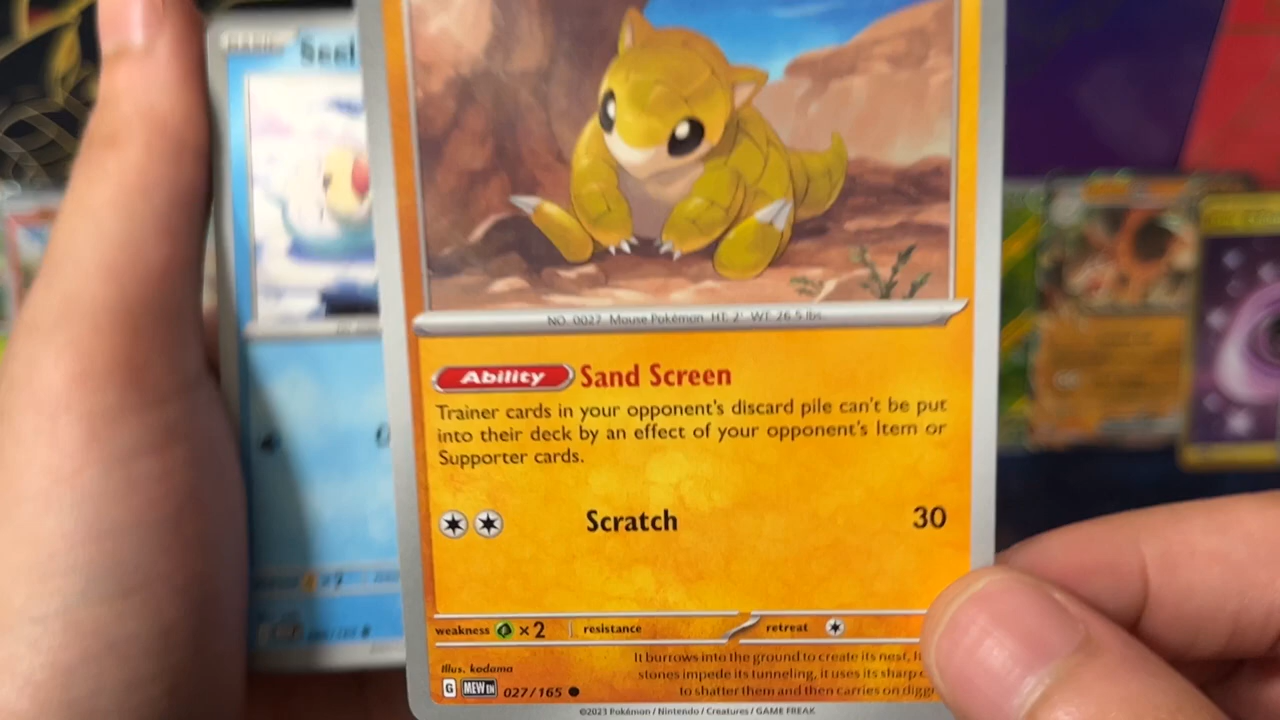 Seel
NO. 0027 Mouse Pokémon HT: 2' WT: 26.5 lbs.
Ability Sand Screen
Trainer cards in your opponent's discard pile can't be put
into their deck by an effect of your opponent's Item or
Supporter cards.
Scratch 30
weakness ×2 resistance retreat
Illus. kodama
It burrows into the ground to create its nest.
stones impede its tunneling, it uses its sharp
to shatter them and then carries on
G MEW EN 027/165
©2023 Pokémon / Nintendo / Creatures / GAME FREAK